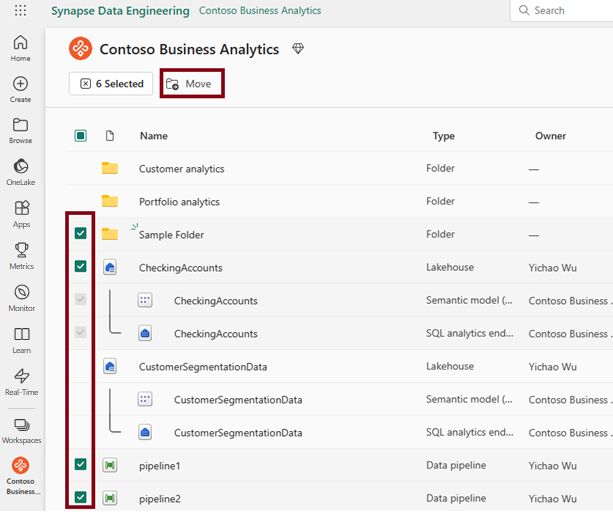 Synapse Data Engineering Contoso Business Analytics Search
Home
Create
Browse
OneLake
Apps
Metrics
Monitor
Learn
Real-Time
Workspaces
Contoso
Business...
Contoso Business Analytics
6 Selected Move
Name Type Owner
Customer analytics Folder —
Portfolio analytics Folder —
Sample Folder Folder —
CheckingAccounts Lakehouse Yichao Wu
CheckingAccounts Semantic model (... Contoso Business ...
CheckingAccounts SQL analytics end... Contoso Business ...
CustomerSegmentationData Lakehouse Yichao Wu
CustomerSegmentationData Semantic model (... Contoso Business ...
CustomerSegmentationData SQL analytics end... Contoso Business ...
pipeline1 Data pipeline Yichao Wu
pipeline2 Data pipeline Yichao Wu